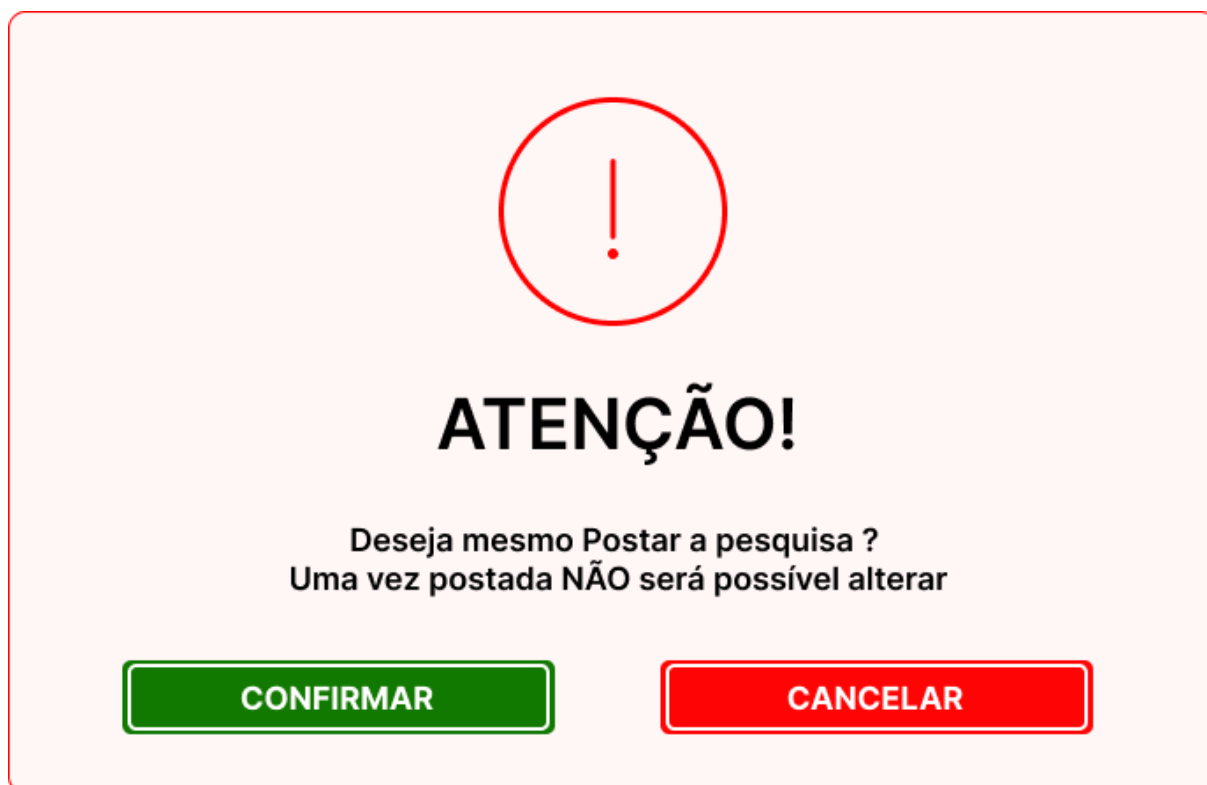 ATENÇÃO!
Deseja mesmo Postar a pesquisa ?
Uma vez postada NÃO será possível alterar
CONFIRMAR
CANCELAR